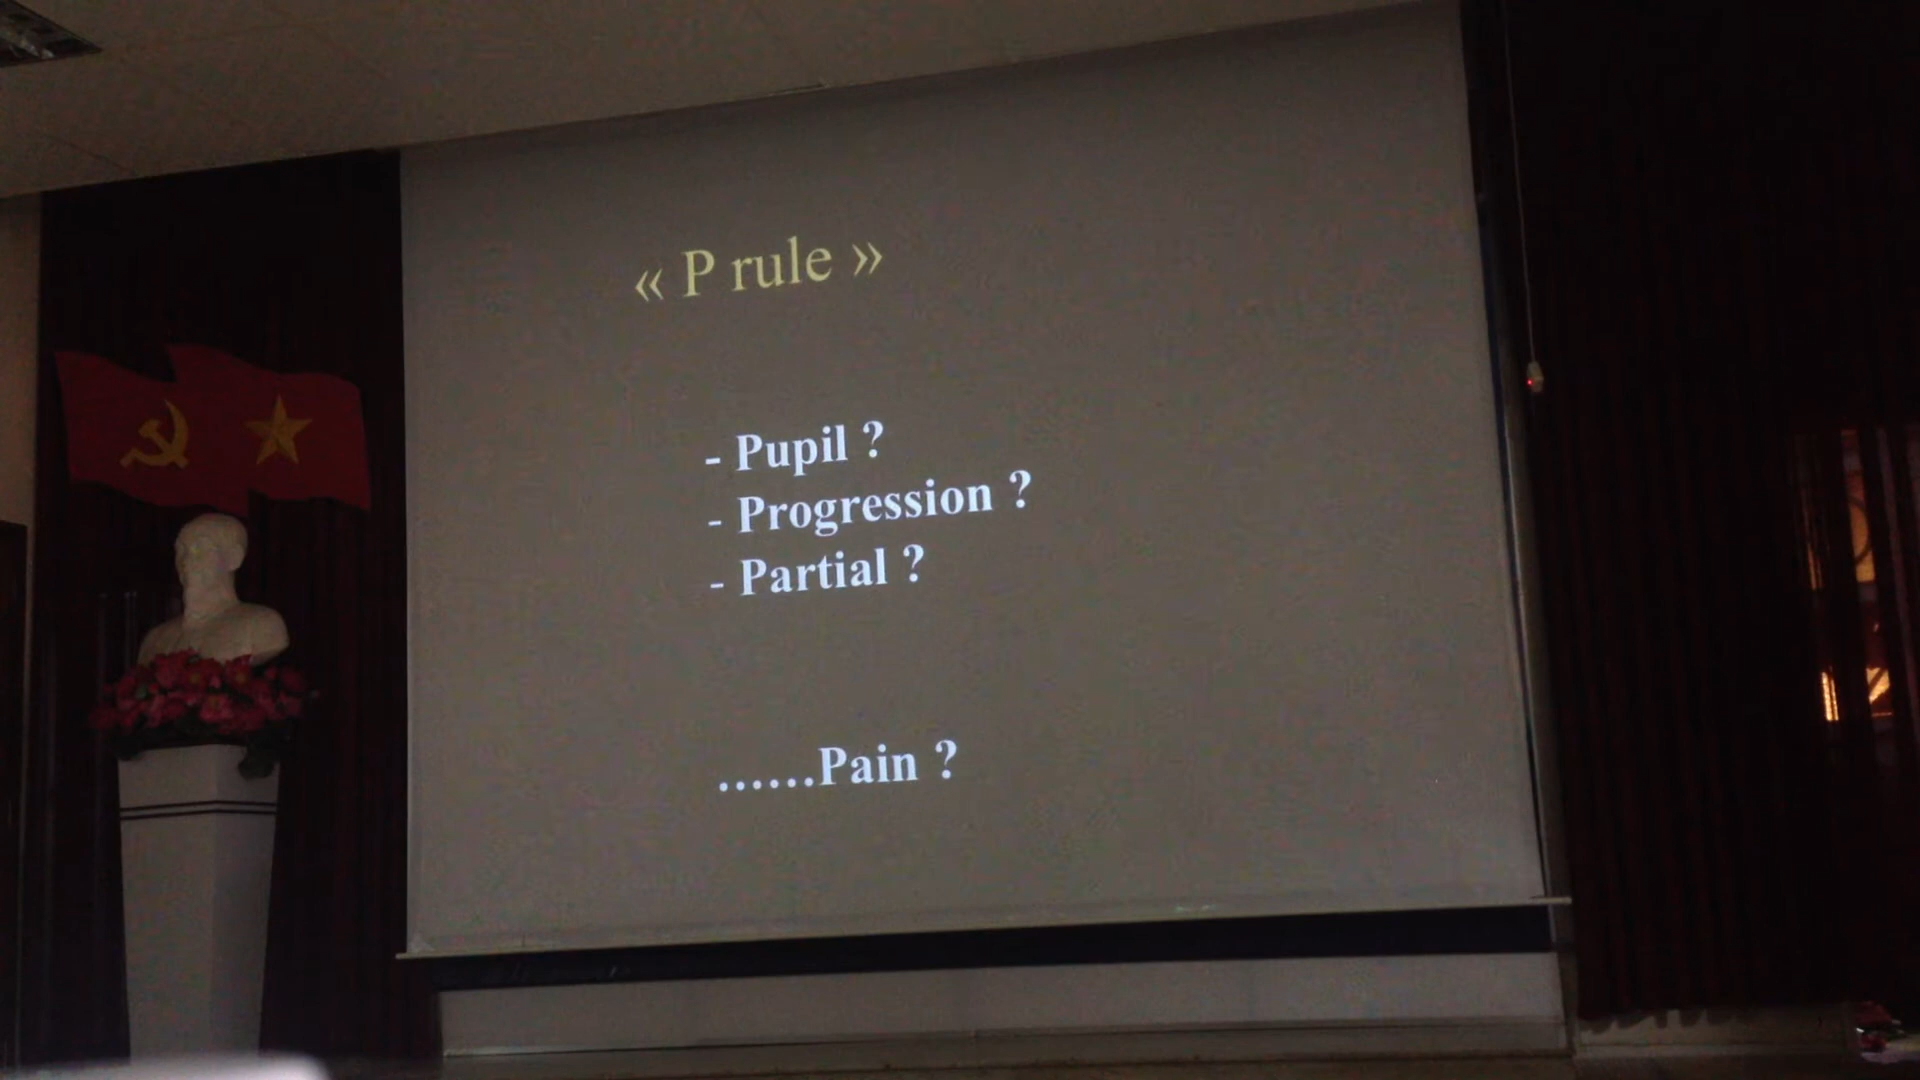 « P rule »
- Pupil ?
- Progression ?
- Partial ?
......Pain ?